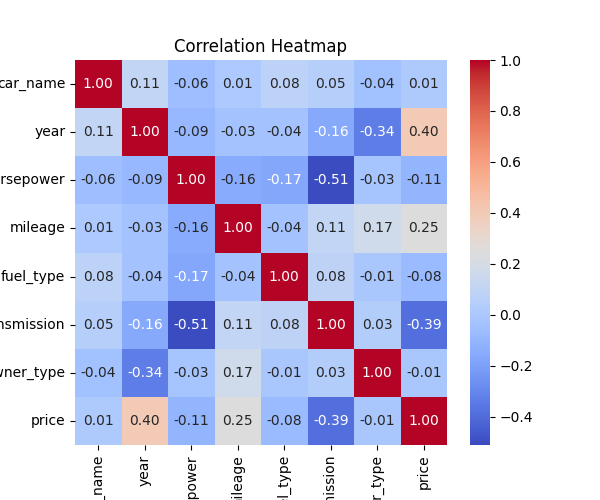 Correlation Heatmap
car_name 1.00 0.11 -0.06 0.01 0.08 0.05 -0.04 0.01
year 0.11 1.00 -0.09 -0.03 -0.04 -0.16 -0.34 0.40
rsepower -0.06 -0.09 1.00 -0.16 -0.17 -0.51 -0.03 -0.11
mileage 0.01 -0.03 -0.16 1.00 -0.04 0.11 0.17 0.25
fuel_type 0.08 -0.04 -0.17 -0.04 1.00 0.08 -0.01 -0.08
nsmission 0.05 -0.16 -0.51 0.11 0.08 1.00 0.03 -0.39
wner_type -0.04 -0.34 -0.03 0.17 -0.01 0.03 1.00 -0.01
price 0.01 0.40 -0.11 0.25 -0.08 -0.39 -0.01 1.00
_name year power ileage el_type mission r_type price
1.0
0.8
0.6
0.4
0.2
0.0
−0.2
−0.4